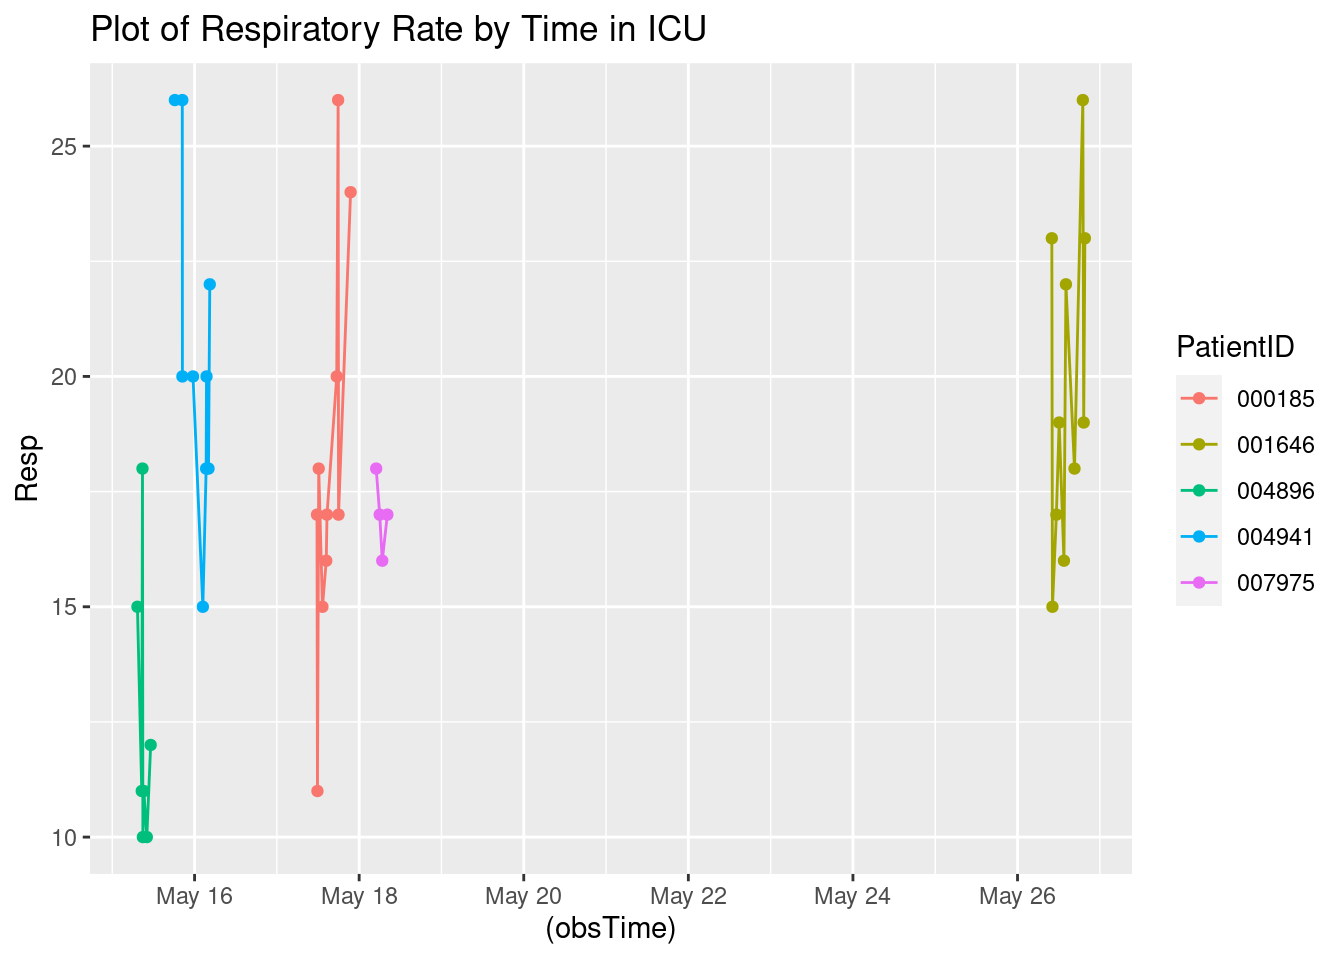 Plot of Respiratory Rate by Time in ICU
25
20
15
10
Resp
May 16 May 18 May 20 May 22 May 24 May 26
(obsTime)
PatientID
000185
001646
004896
004941
007975